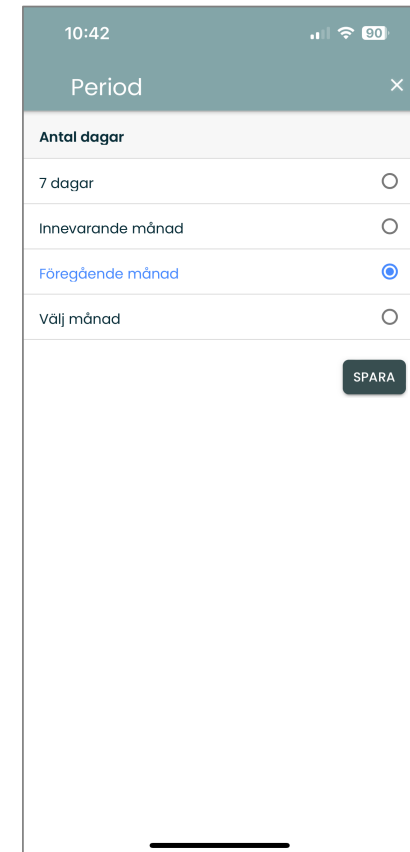 10:42
90
Period
Antal dagar
7 dagar
Innevarande månad
Föregående månad
Välj månad
SPARA